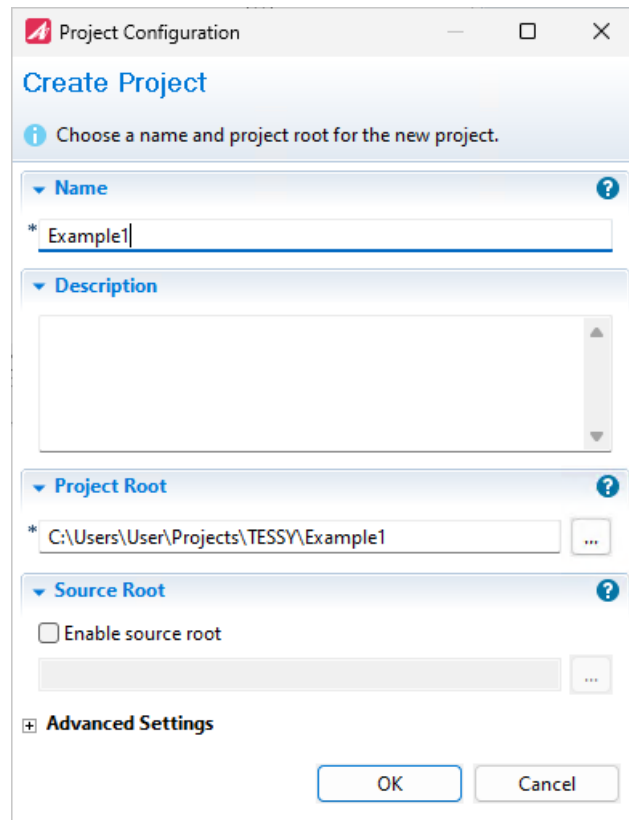 Project Configuration
Create Project
Choose a name and project root for the new project.
Name
* Example1
Description
Project Root
* C:\Users\User\Projects\TESSY\Example1
...
Source Root
Enable source root
...
Advanced Settings
OK Cancel